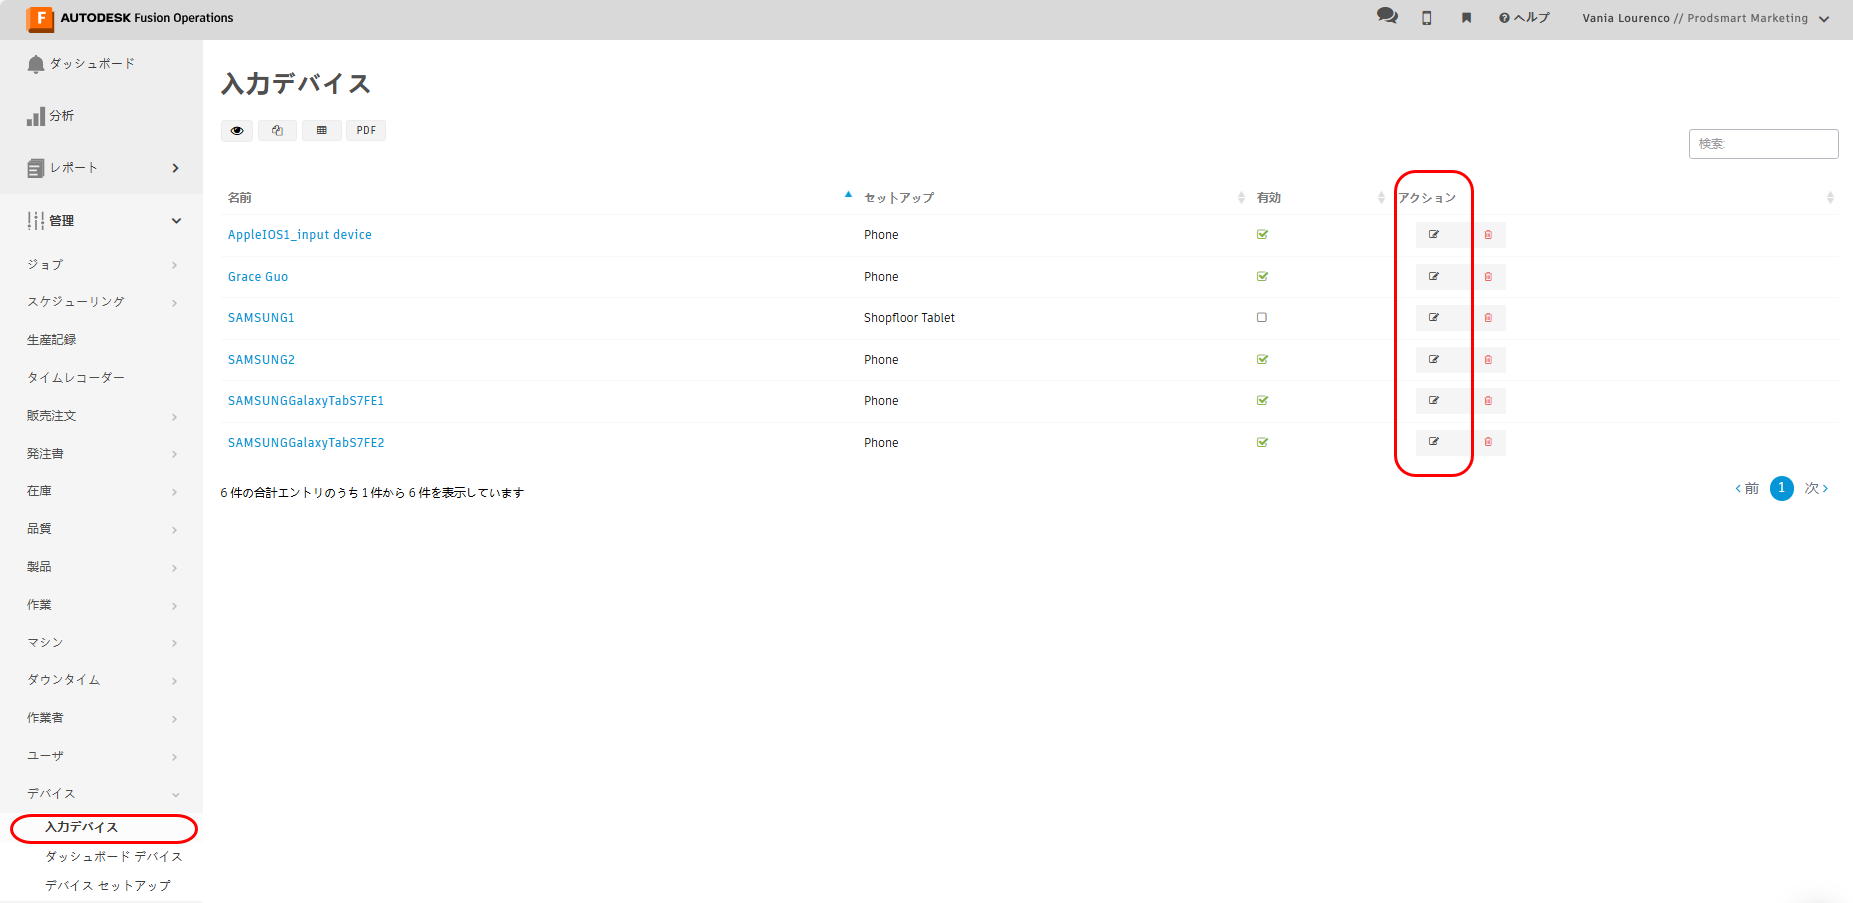 AUTODESK Fusion Operations
ヘルプ
Vania Lourenco // Prodsmart Marketing
ダッシュボード
分析
レポート
管理
ジョブ
スケジューリング
生産記録
タイムレコーダー
販売注文
発注書
在庫
品質
製品
作業
マシン
ダウンタイム
作業者
ユーザ
デバイス
入力デバイス
ダッシュボード デバイス
デバイス セットアップ
入力デバイス
PDF
検索:
名前 セットアップ 有効 アクション
AppleIOS1_input device Phone
Grace Guo Phone
SAMSUNG1 Shopfloor Tablet
SAMSUNG2 Phone
SAMSUNGGalaxyTabS7FE1 Phone
SAMSUNGGalaxyTabS7FE2 Phone
6 件の合計エントリのうち 1 件から 6 件を表示しています
前 1 次